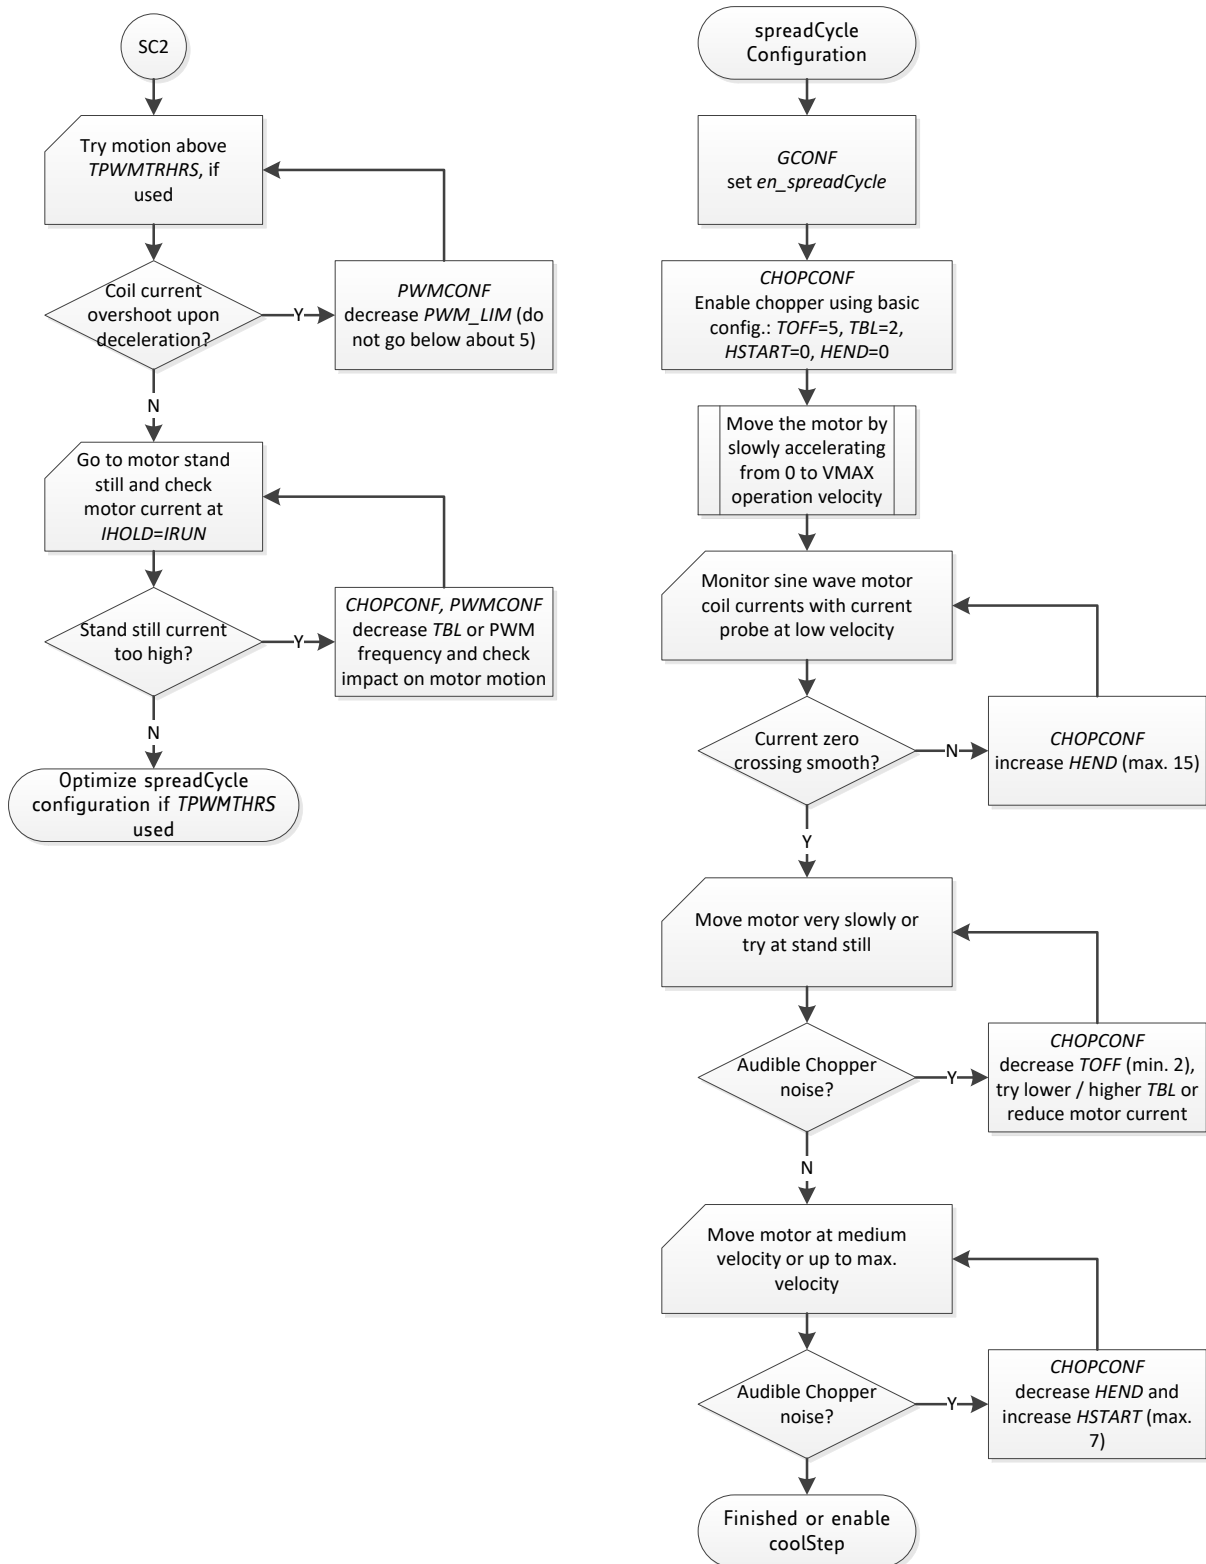 SC2
Try motion above
TPWMTRHRS, if
used
Coil current
overshoot upon
deceleration?
Y
PWMCONF
decrease PWM_LIM (do
not go below about 5)
N
Go to motor stand
still and check
motor current at
IHOLD=IRUN
Stand still current
too high?
Y
CHOPCONF, PWMCONF
decrease TBL or PWM
frequency and check
impact on motor motion
N
Optimize spreadCycle
configuration if TPWMTHRS
used
spreadCycle
Configuration
GCONF
set en_spreadCycle
CHOPCONF
Enable chopper using basic
config.: TOFF=5, TBL=2,
HSTART=0, HEND=0
Move the motor by
slowly accelerating
from 0 to VMAX
operation velocity
Monitor sine wave motor
coil currents with current
probe at low velocity
Current zero
crossing smooth?
N
CHOPCONF
increase HEND (max. 15)
Y
Move motor very slowly or
try at stand still
Audible Chopper
noise?
Y
CHOPCONF
decrease TOFF (min. 2),
try lower / higher TBL or
reduce motor current
N
Move motor at medium
velocity or up to max.
velocity
Audible Chopper
noise?
Y
CHOPCONF
decrease HEND and
increase HSTART (max.
7)
Finished or enable
coolStep